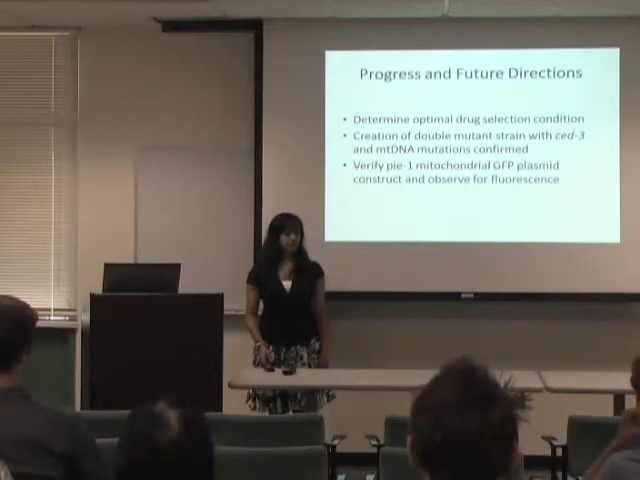 Progress and Future Directions
• Determine optimal drug selection condition
• Creation of double mutant strain with ced-3
and mtDNA mutations confirmed
• Verify pie-1 mitochondrial GFP plasmid
construct and observe for fluorescence